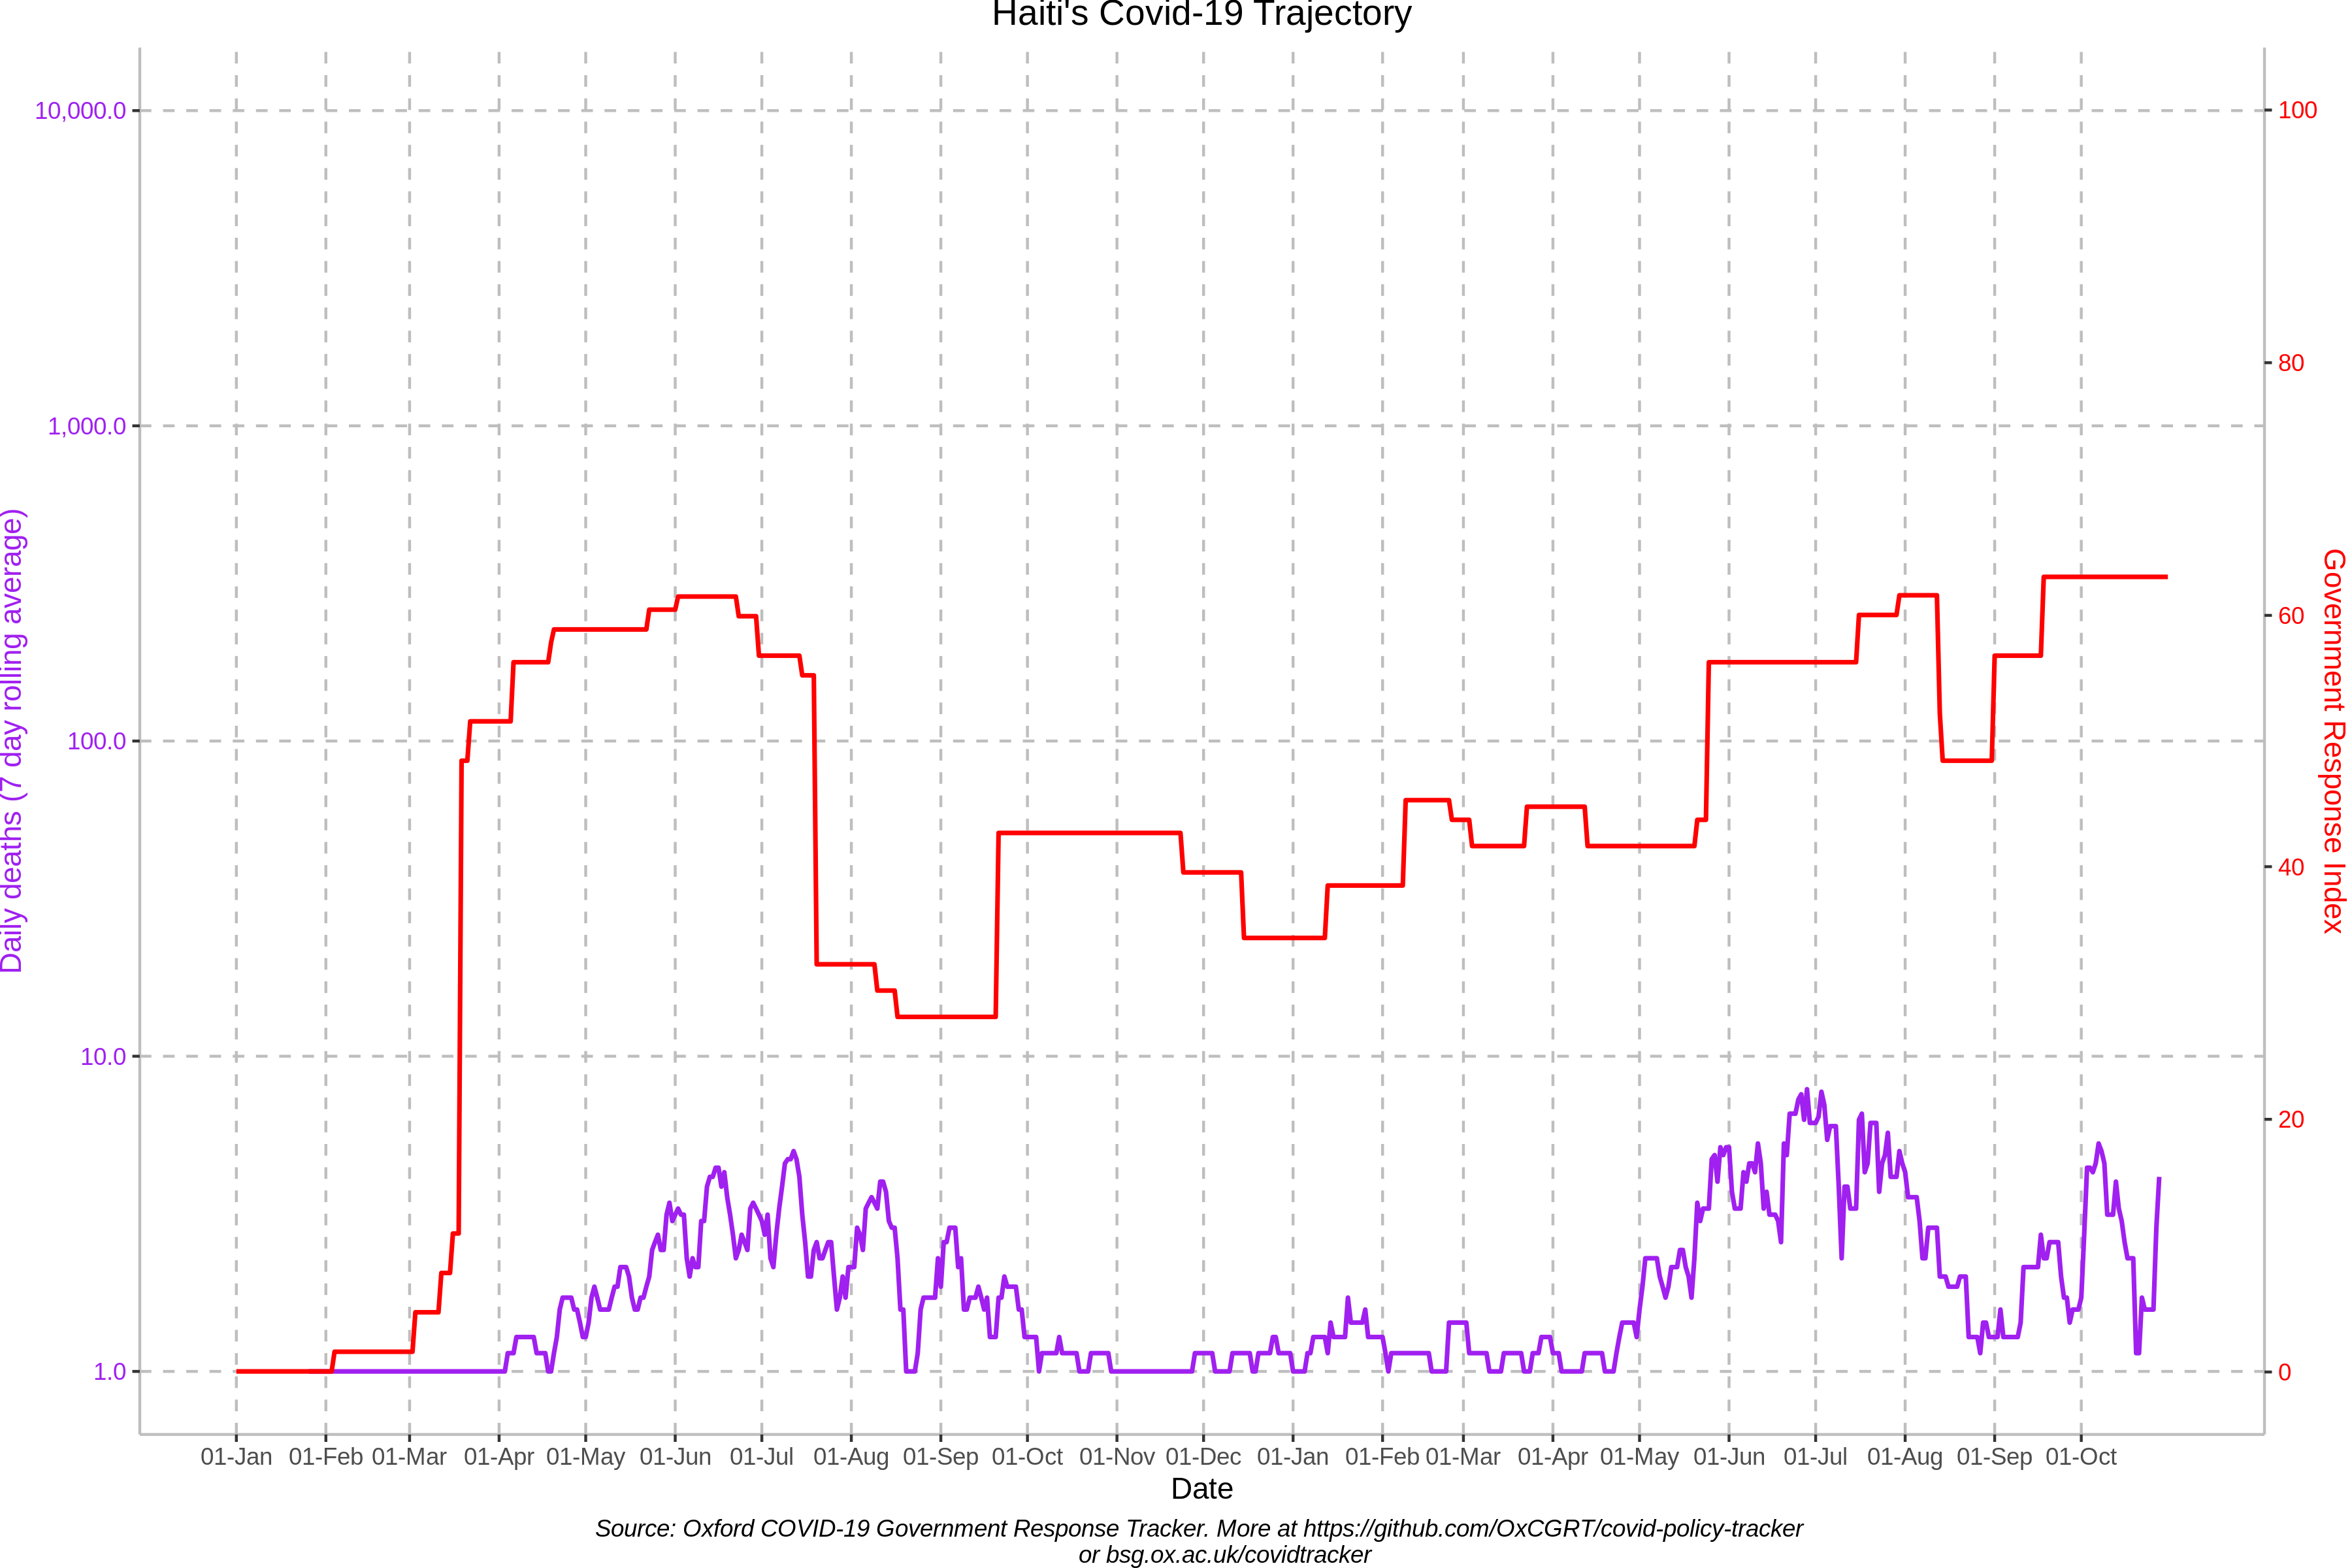 Haiti's Covid-19 Trajectory
10,000.0
1,000.0
100.0
10.0
1.0
Daily deaths (7 day rolling average)
100
80
60
40
20
0
Government Response Index
01-Jan 01-Feb 01-Mar 01-Apr 01-May 01-Jun 01-Jul 01-Aug 01-Sep 01-Oct 01-Nov 01-Dec 01-Jan 01-Feb 01-Mar 01-Apr 01-May 01-Jun 01-Jul 01-Aug 01-Sep 01-Oct
Date
Source: Oxford COVID-19 Government Response Tracker. More at https://github.com/OxCGRT/covid-policy-tracker
or bsg.ox.ac.uk/covidtracker